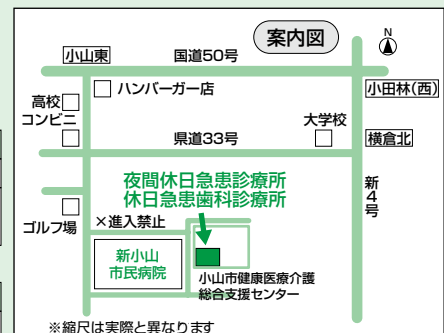 案内図
N
小山東
国道50号
小田林(西)
ハンバーガー店
高校
コンビニ
大学校
県道33号
横倉北
夜間休日急患診療所
休日急患歯科診療所
新4号
ゴルフ場
×進入禁止
新小山
市民病院
小山市健康医療介護
総合支援センター
※縮尺は実際と異なります